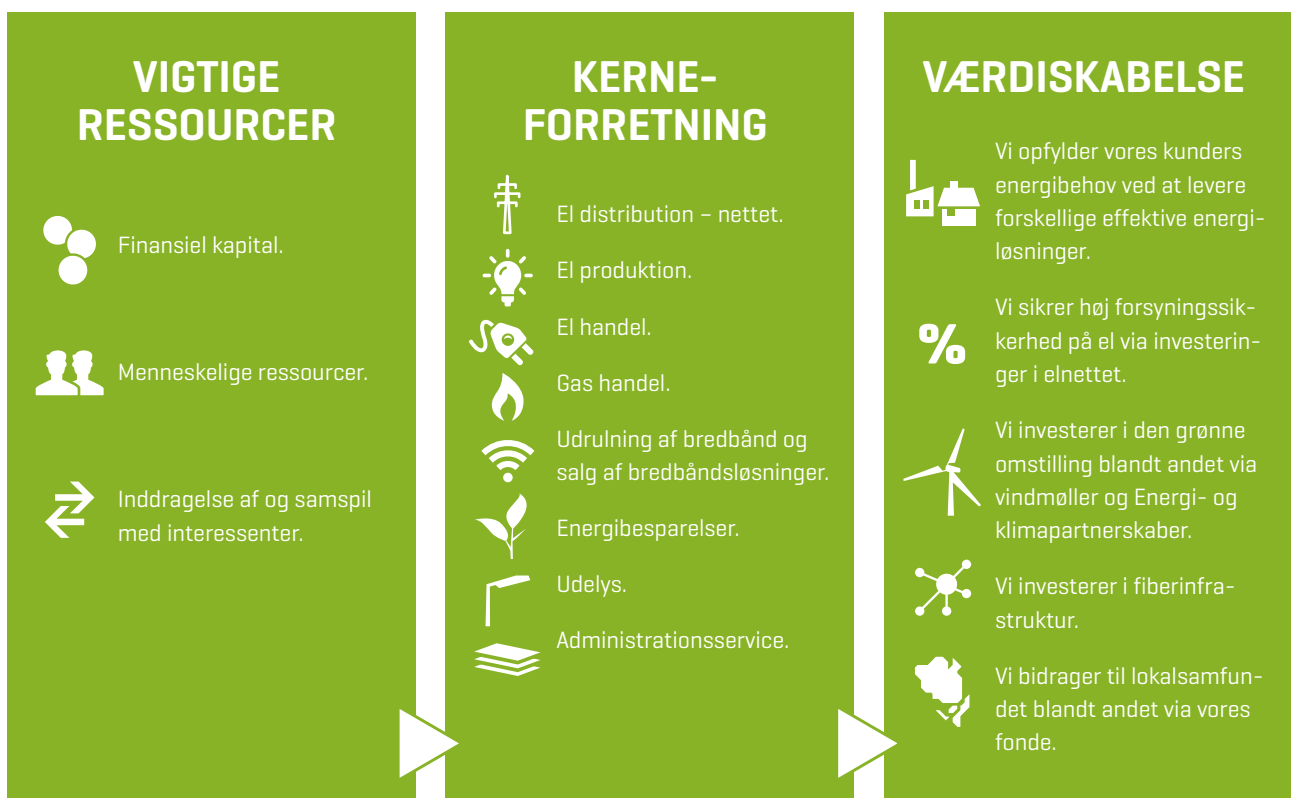 VIGTIGE
RESSOURCER
Finansiel kapital.
Menneskelige ressourcer.
Inddragelse af og samspil
med interessenter.
KERNE-
FORRETNING
El distribution – nettet.
El produktion.
El handel.
Gas handel.
Udrulning af bredbånd og
salg af bredbåndsløsninger.
Energibesparelser.
Udelys.
Administrationsservice.
VÆRDISKABELSE
Vi opfylder vores kunders
energibehov ved at levere
forskellige effektive energi-
løsninger.
%
Vi sikrer høj forsyningssik-
kerhed på el via investerin-
ger i elnettet.
Vi investerer i den grønne
omstilling blandt andet via
vindmøller og Energi- og
klimapartnerskaber.
Vi investerer i fiberinfra-
struktur.
Vi bidrager til lokalsamfun-
det blandt andet via vores
fonde.